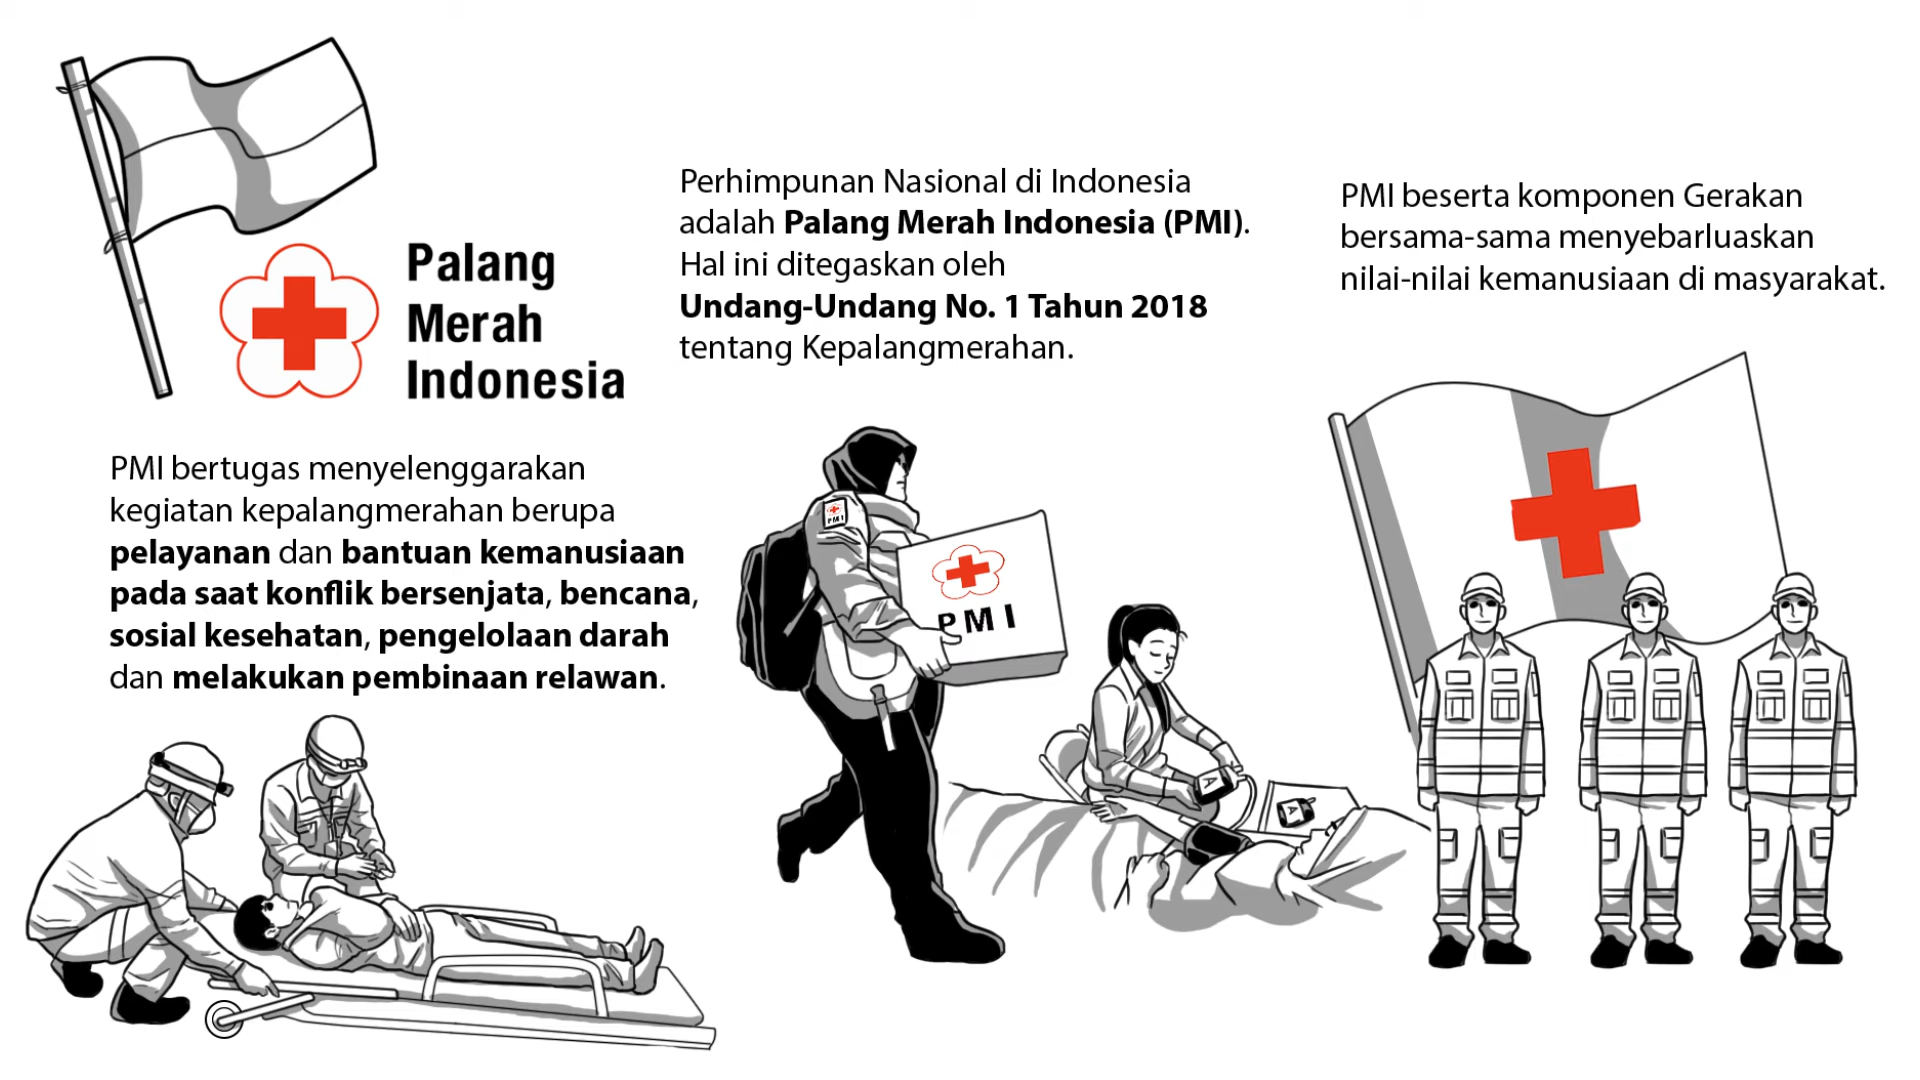 Palang
Merah
Indonesia
PMI bertugas menyelenggarakan
kegiatan kepalangmerahan berupa
pelayanan dan bantuan kemanusiaan
pada saat konflik bersenjata, bencana,
sosial kesehatan, pengelolaan darah
dan melakukan pembinaan relawan.
Perhimpunan Nasional di Indonesia
adalah Palang Merah Indonesia (PMI).
Hal ini ditegaskan oleh
Undang-Undang No. 1 Tahun 2018
tentang Kepalangmerahan.
PMI
PMI
A
A
PMI beserta komponen Gerakan
bersama-sama menyebarluaskan
nilai-nilai kemanusiaan di masyarakat.